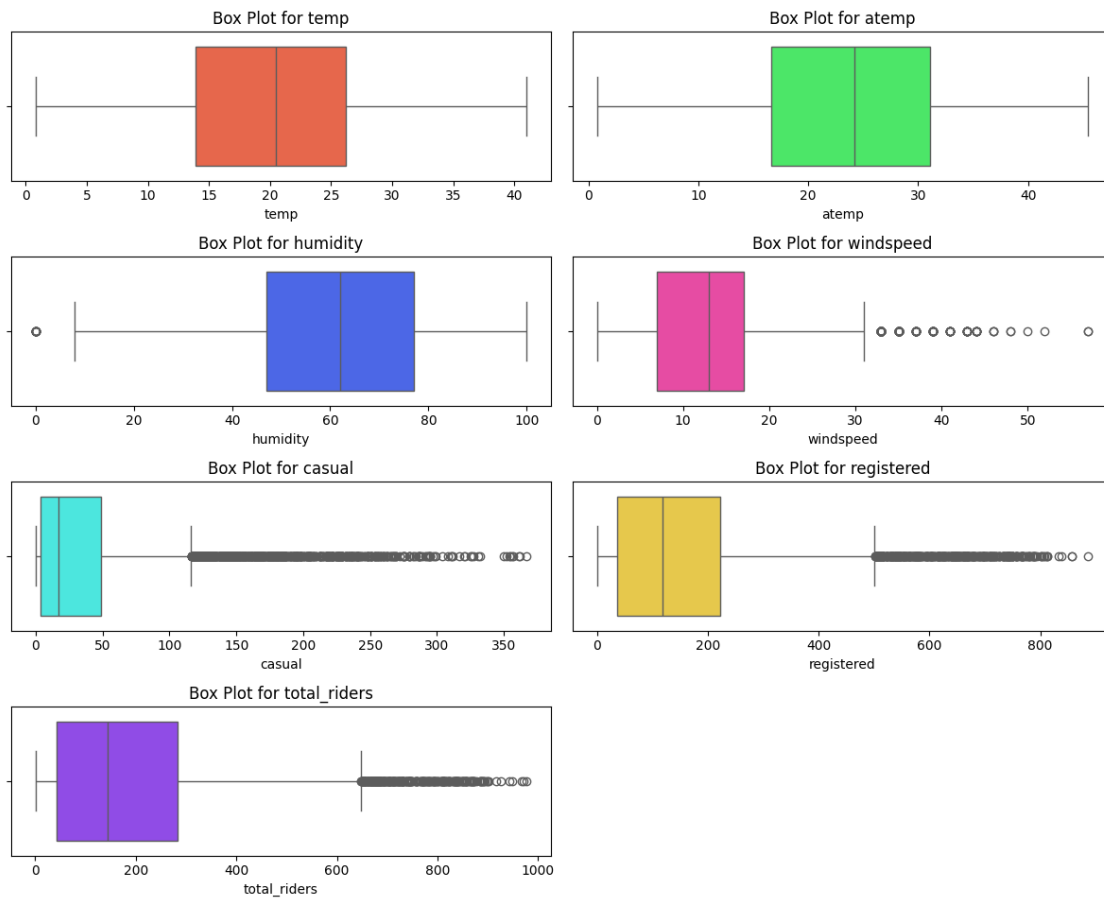 Box Plot for temp
0 5 10 15 20 25 30 35 40
temp
Box Plot for atemp
0 10 20 30 40
atemp
Box Plot for humidity
0 20 40 60 80 100
humidity
Box Plot for windspeed
0 10 20 30 40 50
windspeed
Box Plot for casual
0 50 100 150 200 250 300 350
casual
Box Plot for registered
0 200 400 600 800
registered
Box Plot for total_riders
0 200 400 600 800 1000
total_riders